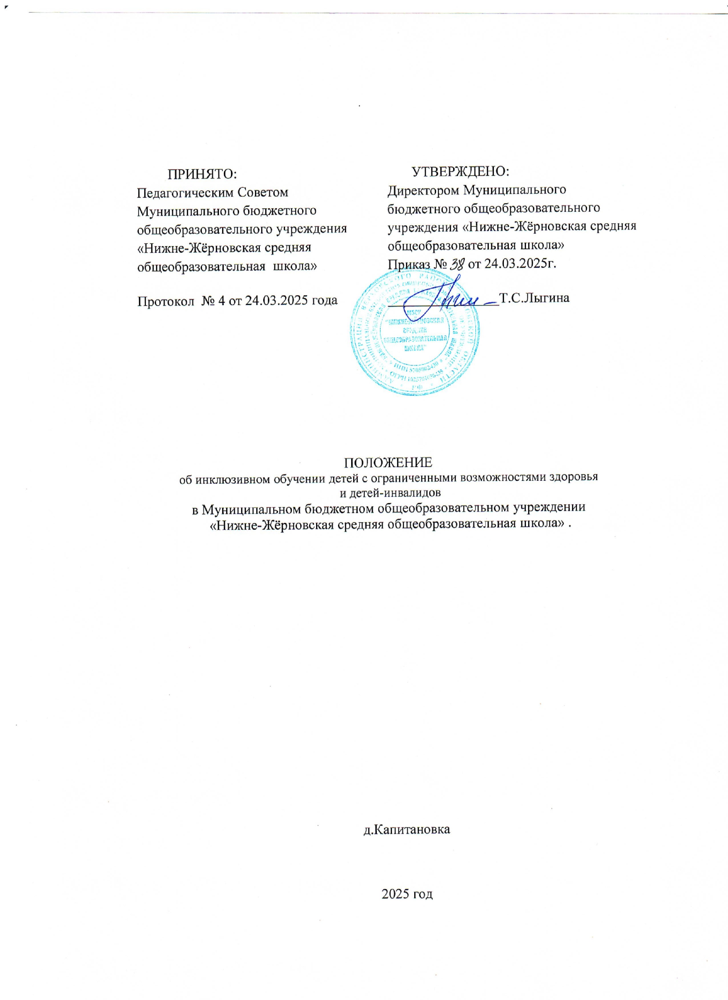 ПРИНЯТО:
Педагогическим Советом
Муниципального бюджетного
общеобразовательного учреждения
«Нижне-Жёрновская средняя
общеобразовательная школа»
Протокол № 4 от 24.03.2025 года
УТВЕРЖДЕНО:
Директором Муниципального
бюджетного общеобразовательного
учреждения «Нижне-Жёрновская средняя
общеобразовательная школа»
Приказ № 38 от 24.03.2025г.
Т.С.Лыгина
МБОУ
"НИЖНЕ-ЖЁРНОВСКАЯ
СРЕДНЯЯ
ОБЩЕОБРАЗОВАТЕЛЬНАЯ
ШКОЛА"
ПОЛОЖЕНИЕ
об инклюзивном обучении детей с ограниченными возможностями здоровья
и детей-инвалидов
в Муниципальном бюджетном общеобразовательном учреждении
«Нижне-Жёрновская средняя общеобразовательная школа» .
д.Капитановка
2025 год